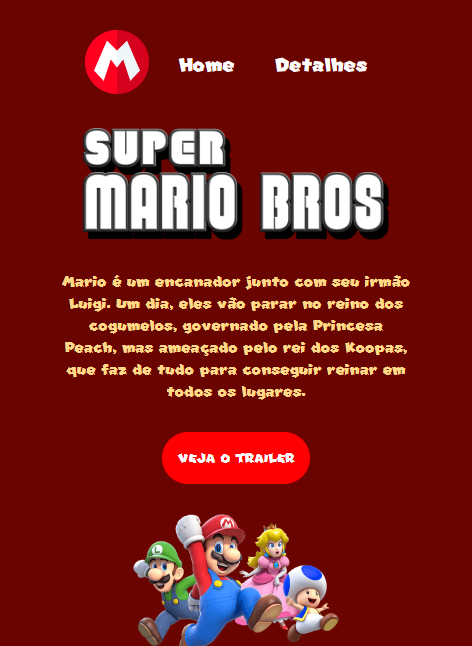 M
Home Detalhes
SUPER
MARIO BROS
Mario é um encanador junto com seu irmão
Luigi. Um dia, eles vão parar no reino dos
cogumelos, governado pela Princesa
Peach, mas ameaçado pelo rei dos Koopas,
que faz de tudo para conseguir reinar em
todos os lugares.
VEJA O TRAILER
L
M